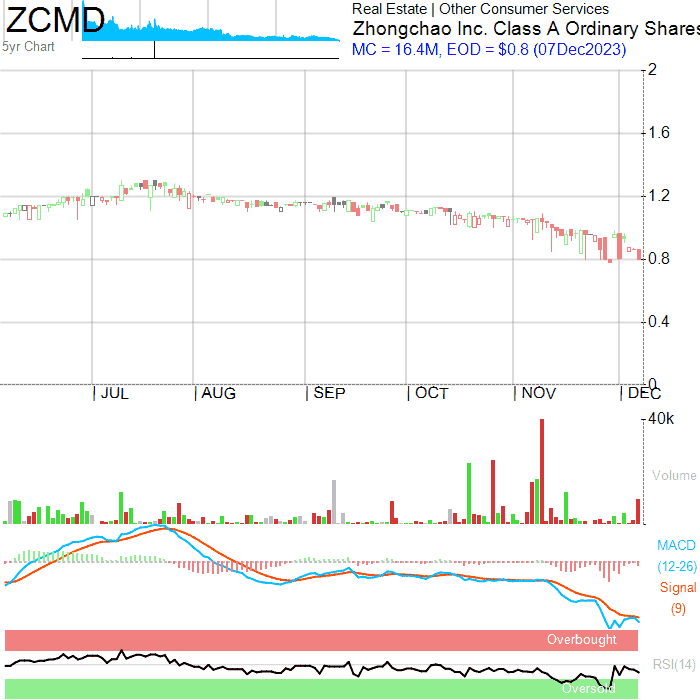 ZCMD
5yr Chart
Real Estate | Other Consumer Services
Zhongchao Inc. Class A Ordinary Shares
MC = 16.4M, EOD = $0.8 (07Dec2023)
2
1.6
1.2
0.8
0.4
0
JUL AUG SEP OCT NOV DEC
40k
Volume
MACD
(12-26)
Signal
(9)
Overbought
RSI(14)
Oversold